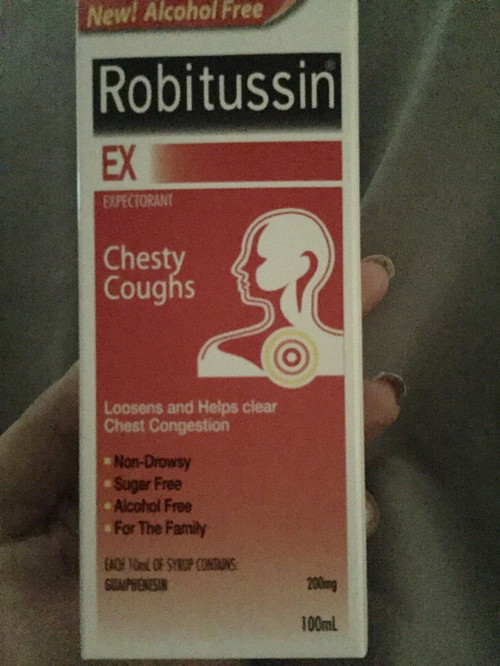 New! Alcohol Free
Robitussin®
EX
EXPECTORANT
Chesty
Coughs
Loosens and Helps clear
Chest Congestion
Non-Drowsy
Sugar Free
Alcohol Free
For The Family
EACH 10mL OF SYRUP CONTAINS:
GUAIPHENESIN 200mg
100mL